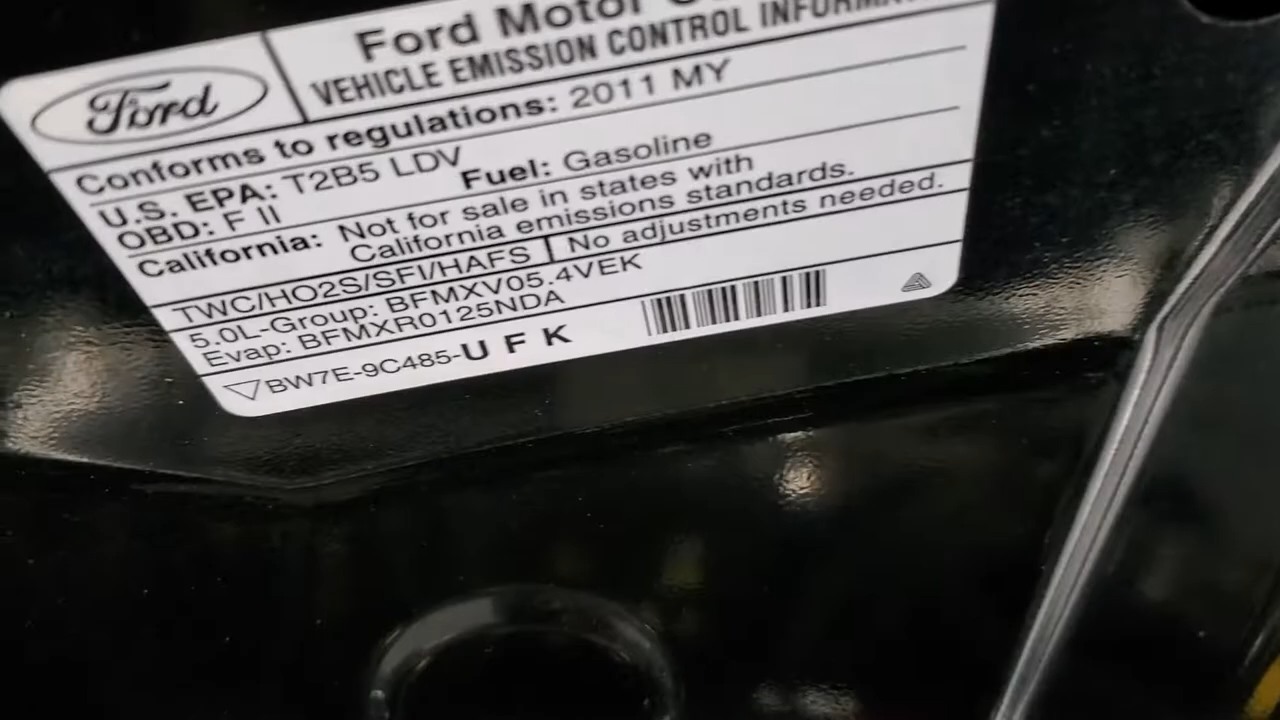 Ford
Ford Motor
VEHICLE EMISSION CONTROL
Conforms to regulations: 2011 MY
U.S. EPA: T2B5 LDV
OBD: F II
Fuel: Gasoline
California: Not for sale in states with
California emissions standards.
TWC/HO2S/SFI/HAFS
No adjustments needed.
5.0L-Group: BFMXV05.4VEK
Evap: BFMXR0125NDA
BW7E-9C485-U F K